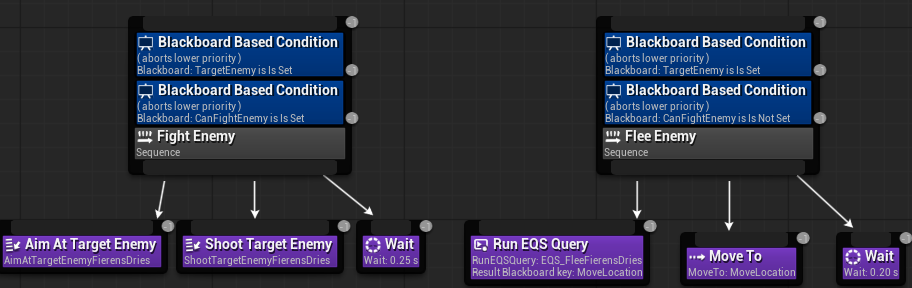 Blackboard Based Condition
( aborts lower priority )
Blackboard: TargetEnemy is Is Set
Blackboard Based Condition
( aborts lower priority )
Blackboard: CanFightEnemy is Is Set
Fight Enemy
Sequence
Aim At Target Enemy
AimAtTargetEnemyFierensDries
Shoot Target Enemy
ShootTargetEnemyFierensDries
Wait
Wait: 0.25 s
Blackboard Based Condition
( aborts lower priority )
Blackboard: TargetEnemy is Is Set
Blackboard Based Condition
( aborts lower priority )
Blackboard: CanFightEnemy is Is Not Set
Flee Enemy
Sequence
Run EQS Query
RunEQSQuery: EQS_FleeFierensDries
Result Blackboard key: MoveLocation
Move To
MoveTo: MoveLocation
Wait
Wait: 0.20 s